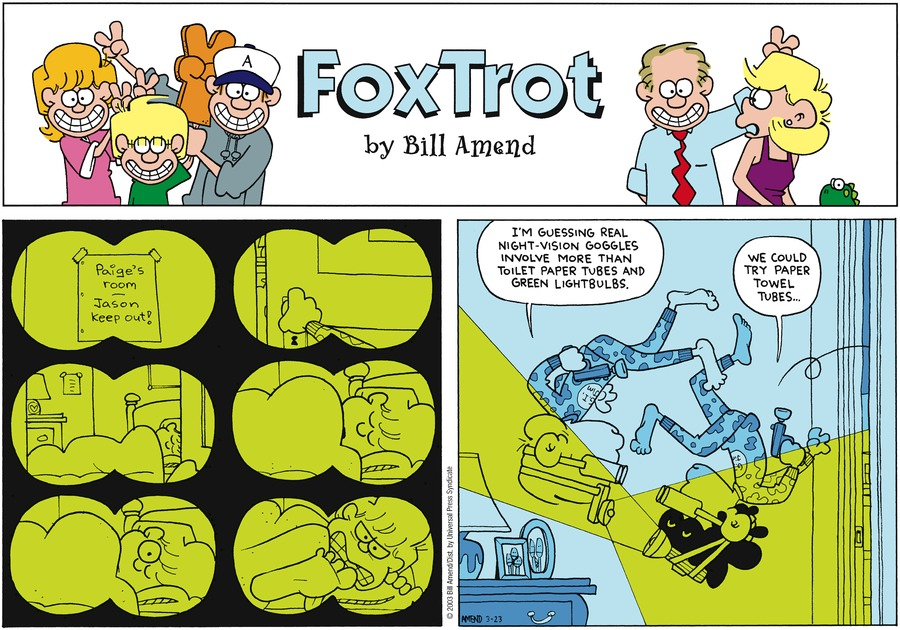 A
FoxTrot
by Bill Amend
Paige's
room
—
Jason
keep out!
I'M GUESSING REAL
NIGHT-VISION GOGGLES
INVOLVE MORE THAN
TOILET PAPER TUBES AND
GREEN LIGHTBULBS.
WE COULD
TRY PAPER
TOWEL
TUBES...
© 2003 Bill Amend/Dist. by Universal Press Syndicate
AMEND 3-23